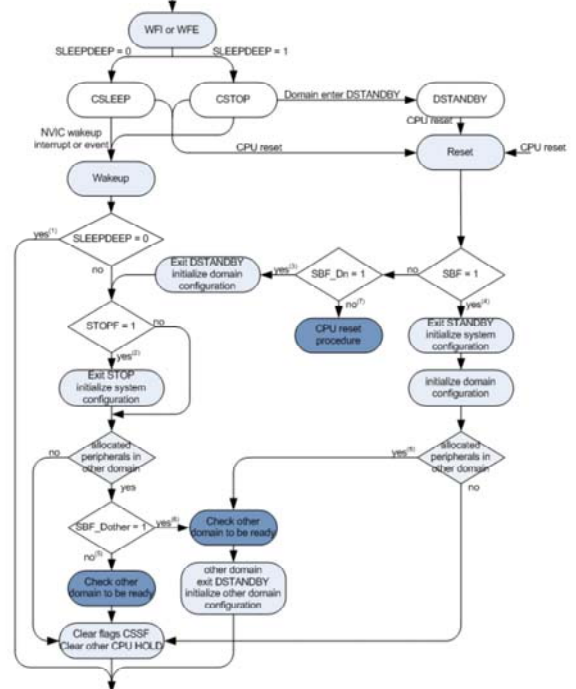 WFI or WFE
SLEEPDEEP = 0
SLEEPDEEP = 1
CSLEEP
CSTOP
Domain enter DSTANDBY
DSTANDBY
CPU reset
NVIC wakeup
interrupt or event
CPU reset
Reset
CPU reset
Wakeup
yes(1)
SLEEPDEEP = 0
no
Exit DSTANDBY
initialize domain
configuration
yes(3)
SBF_Dn = 1
no
SBF = 1
no(7)
yes(4)
STOPF = 1
no
yes(2)
CPU reset
procedure
Exit STANDBY
initialize system
configuration
Exit STOP
initialize system
configuration
initialize domain
configuration
no
allocated
peripherals in
other domain
yes
yes(8)
allocated
peripherals in
other domain
no
SBF_Dother = 1
yes(6)
Check other
domain to be ready
no(5)
Check other
domain to be ready
other domain
exit DSTANDBY
initialize other domain
configuration
Clear flags CSSF
Clear other CPU HOLD